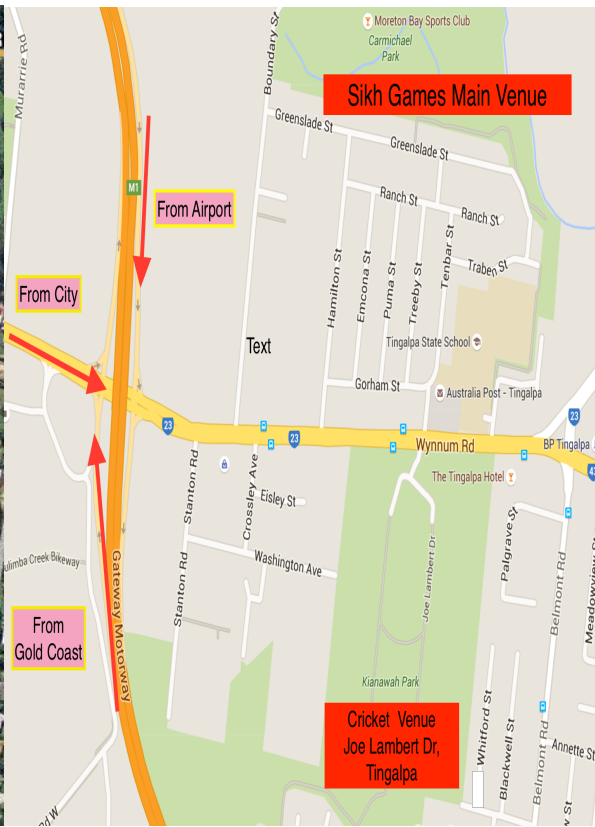 Moreton Bay Sports Club
Carmichael
Park
Murarrie Rd
Boundary St
Sikh Games Main Venue
Greenslade St
Greenslade St
M1
Ranch St
Ranch St
From Airport
Hamilton St
Emcona St
Puma St
Treeby St
Tenbar St
Traben St
From City
Text
Tingalpa State School
Gorham St
Australia Post - Tingalpa
23
23
23
Wynnum Rd
BP Tingalpa
The Tingalpa Hotel
Stanton Rd
Crossley Ave
Eisley St
Palgrave St
Washington Ave
Joe Lambert Dr
Belmont Rd
Stanton Rd
Creek Bikeway
Gateway Motorway
From
Gold Coast
Kianawah Park
Cricket Venue
Joe Lambert Dr,
Tingalpa
Whitford St
Blackwell St
Belmont Rd
Annette St
Rd W